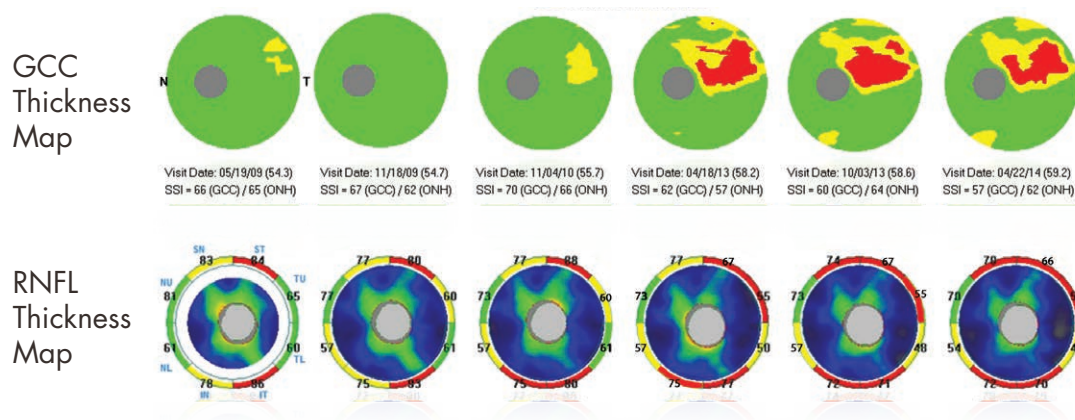 GCC
Thickness
Map
N
T
Visit Date: 05/19/09 (54.3)
SSI = 66 (GCC) / 65 (ONH)
Visit Date: 11/18/09 (54.7)
SSI = 67 (GCC) / 62 (ONH)
Visit Date: 11/04/10 (55.7)
SSI = 70 (GCC) / 66 (ONH)
Visit Date: 04/18/13 (58.2)
SSI = 62 (GCC) / 57 (ONH)
Visit Date: 10/03/13 (58.6)
SSI = 60 (GCC) / 64 (ONH)
Visit Date: 04/22/14 (59.2)
SSI = 57 (GCC) / 62 (ONH)
RNFL
Thickness
Map
SN ST
83 84
NU TU
81 65
61 60
NL TL
78 86
IN IT
77 80
77 60
57 61
75 83
77 88
73 60
57 61
75 80
77 67
73 55
57 50
75 77
74 67
73 55
57 48
72 71
70 66
70
54
72 70